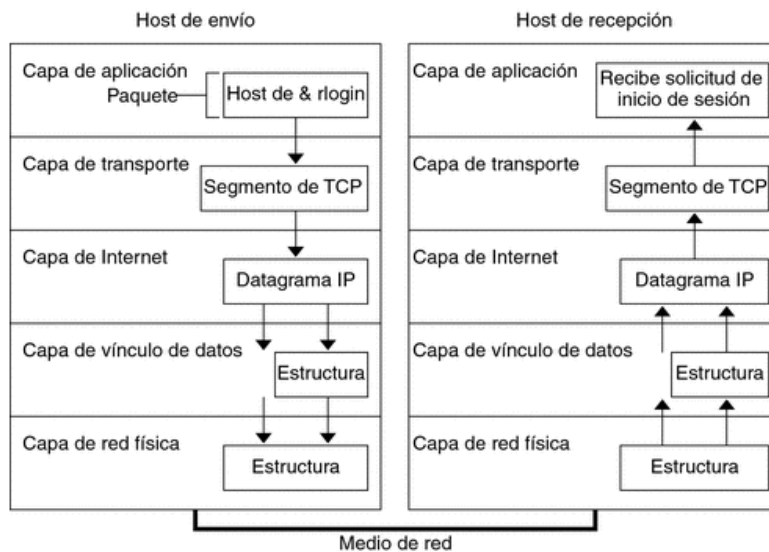 Host de envío
Host de recepción
Capa de aplicación
Paquete
Host de & rlogin
Capa de transporte
Segmento de TCP
Capa de Internet
Datagrama IP
Capa de vínculo de datos
Estructura
Capa de red física
Estructura
Capa de aplicación
Recibe solicitud de
inicio de sesión
Capa de transporte
Segmento de TCP
Capa de Internet
Datagrama IP
Capa de vínculo de datos
Estructura
Capa de red física
Estructura
Medio de red